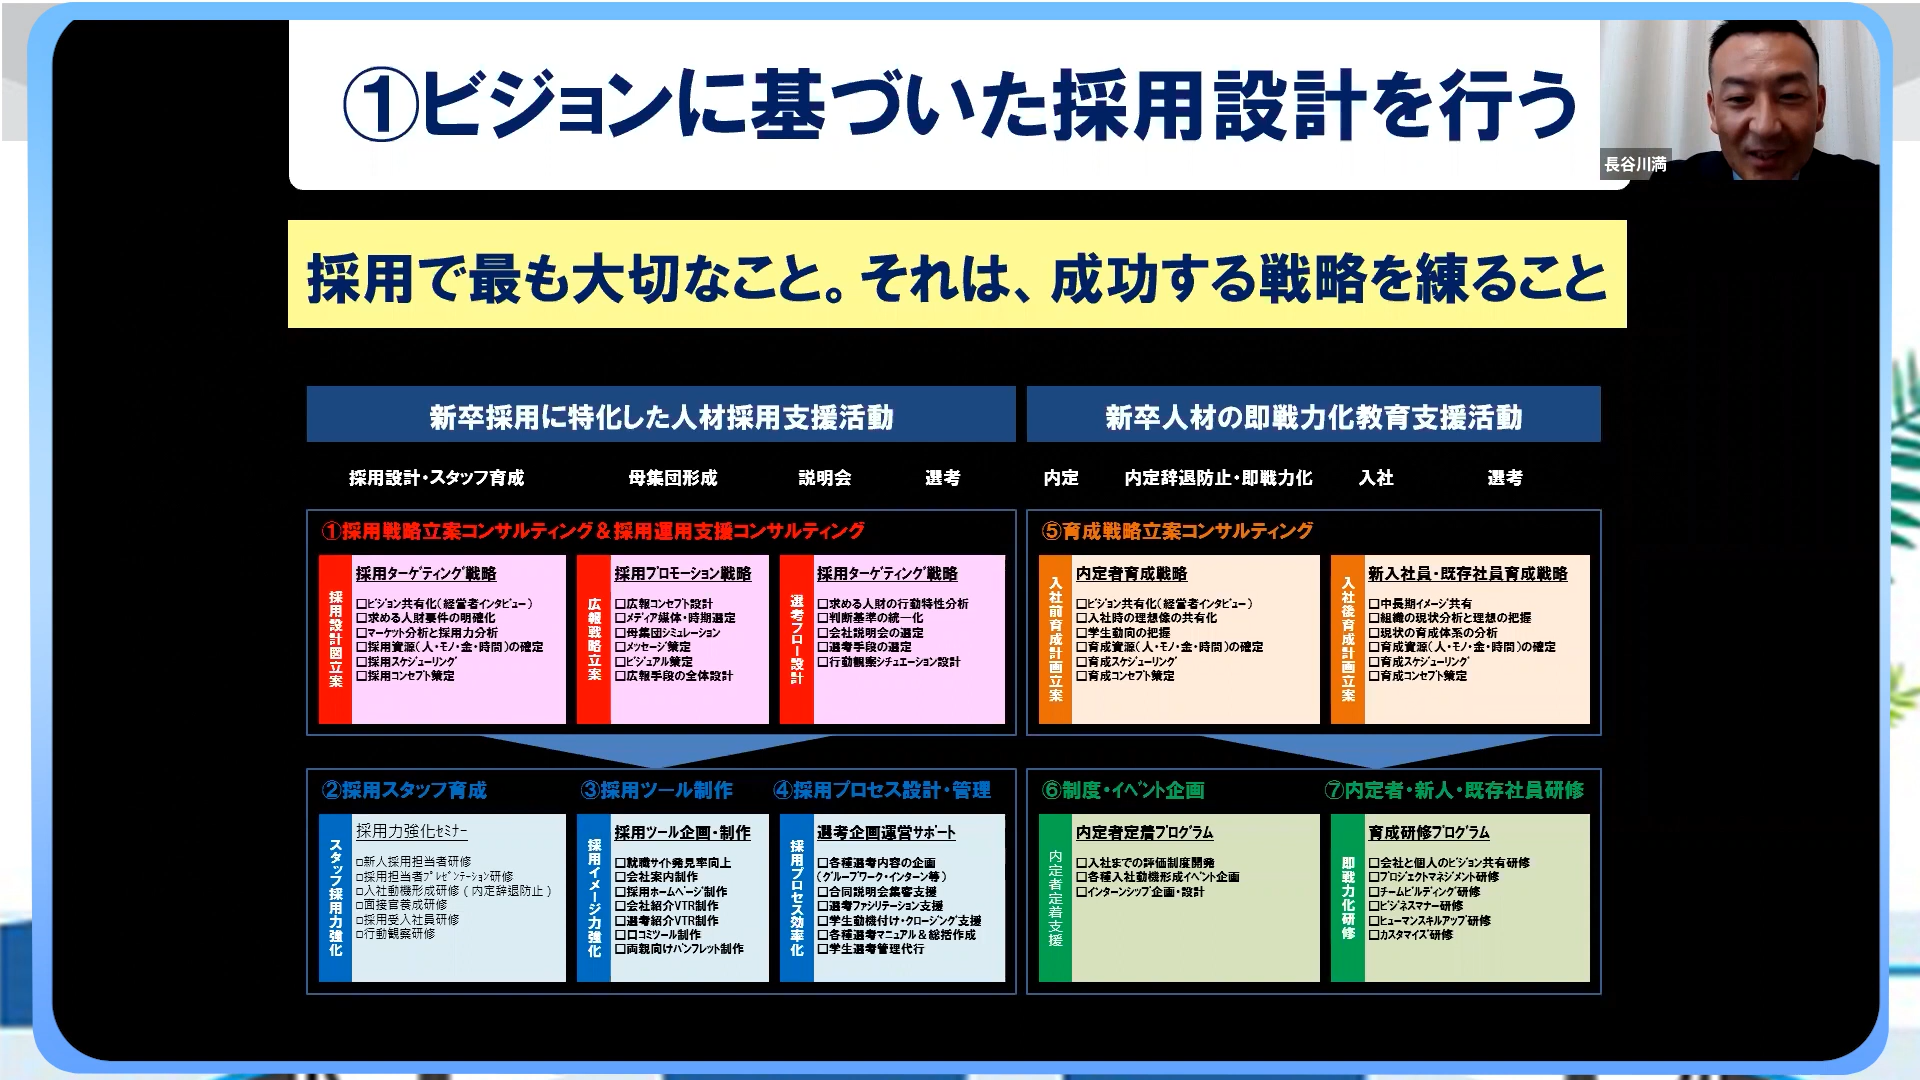 ①ビジョンに基づいた採用設計を行う
長谷川満
採用で最も大切なこと。それは、成功する戦略を練ること
新卒採用に特化した人材採用支援活動
新卒人材の即戦力化教育支援活動
採用設計・スタッフ育成
母集団形成
説明会
選考
内定
内定辞退防止・即戦力化
入社
選考
①採用戦略立案コンサルティング＆採用運用支援コンサルティング
採用設計図立案
採用ターゲティング戦略
□ビジョン共有化（経営者インタビュー）
□求める人財要件の明確化
□マーケット分析と採用力分析
□採用資源（人・モノ・金・時間）の確定
□採用スケジューリング
□採用コンセプト策定
広報戦略立案
採用プロモーション戦略
□広報コンセプト設計
□メディア媒体・時期選定
□母集団シミュレーション
□メッセージ策定
□ビジュアル策定
□広報手段の全体設計
選考フロー設計
採用ターゲティング戦略
□求める人財の行動特性分析
□判断基準の統一化
□会社説明会の選定
□選考手段の選定
□行動観察シチュエーション設計
⑤育成戦略立案コンサルティング
入社前育成計画立案
内定者育成戦略
□ビジョン共有化（経営者インタビュー）
□入社時の理想像の共有化
□学生動向の把握
□育成資源（人・モノ・金・時間）の確定
□育成スケジューリング
□育成コンセプト策定
入社後育成計画立案
新入社員・既存社員育成戦略
□中長期イメージ共有
□組織の現状分析と理想の把握
□現状の育成体系の分析
□育成資源（人・モノ・金・時間）の確定
□育成スケジューリング
□育成コンセプト策定
②採用スタッフ育成
スタッフ採用力強化
採用力強化セミナー
□新人採用担当者研修
□採用担当者プレゼンテーション研修
□入社動機形成研修（内定辞退防止）
□面接官養成研修
□採用受入社員研修
□行動観察研修
③採用ツール制作
採用イメージ力強化
採用ツール企画・制作
□就職サイト発見率向上
□会社案内制作
□採用ホームページ制作
□会社紹介VTR制作
□選考紹介VTR制作
□口コミツール制作
□両親向けパンフレット制作
④採用プロセス設計・管理
採用プロセス効率化
選考企画運営サポート
□各種選考内容の企画
（グループワーク・インターン等）
□合同説明会集客支援
□選考ファシリテーション支援
□学生動機付け・クロージング支援
□各種選考マニュアル＆総括作成
□学生選考管理代行
⑥制度・イベント企画
内定者定着支援
内定者定着プログラム
□入社までの評価制度開発
□各種入社動機形成イベント企画
□インターンシップ企画・設計
⑦内定者・新人・既存社員研修
即戦力化研修
育成研修プログラム
□会社と個人のビジョン共有研修
□プロジェクトマネジメント研修
□チームビルディング研修
□ビジネスマナー研修
□ヒューマンスキルアップ研修
□カスタマイズ研修